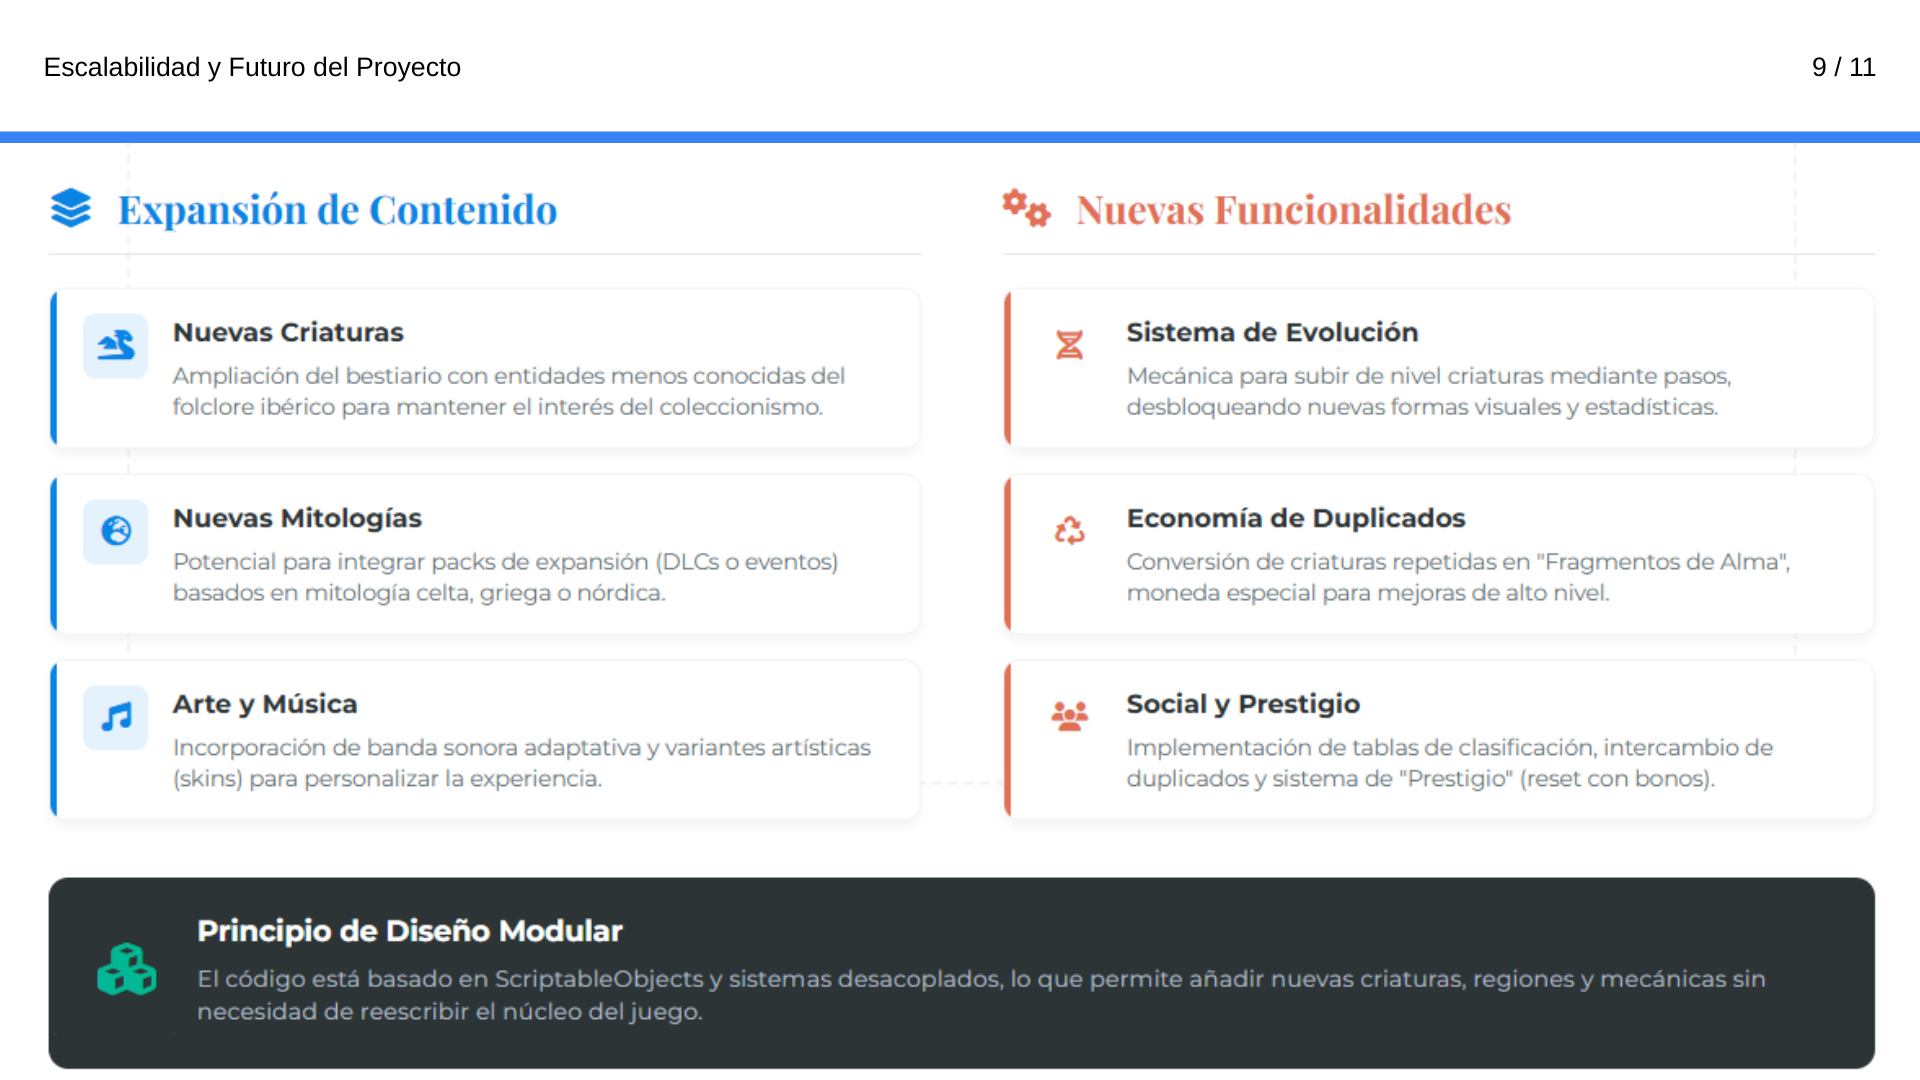 Escalabilidad y Futuro del Proyecto
9 / 11
Expansión de Contenido
Nuevas Criaturas
Ampliación del bestiario con entidades menos conocidas del
folclore ibérico para mantener el interés del coleccionismo.
Nuevas Mitologías
Potencial para integrar packs de expansión (DLCs o eventos)
basados en mitología celta, griega o nórdica.
Arte y Música
Incorporación de banda sonora adaptativa y variantes artísticas
(skins) para personalizar la experiencia.
Nuevas Funcionalidades
Sistema de Evolución
Mecánica para subir de nivel criaturas mediante pasos,
desbloqueando nuevas formas visuales y estadísticas.
Economía de Duplicados
Conversión de criaturas repetidas en "Fragmentos de Alma",
moneda especial para mejoras de alto nivel.
Social y Prestigio
Implementación de tablas de clasificación, intercambio de
duplicados y sistema de "Prestigio" (reset con bonos).
Principio de Diseño Modular
El código está basado en ScriptableObjects y sistemas desacoplados, lo que permite añadir nuevas criaturas, regiones y mecánicas sin
necesidad de reescribir el núcleo del juego.